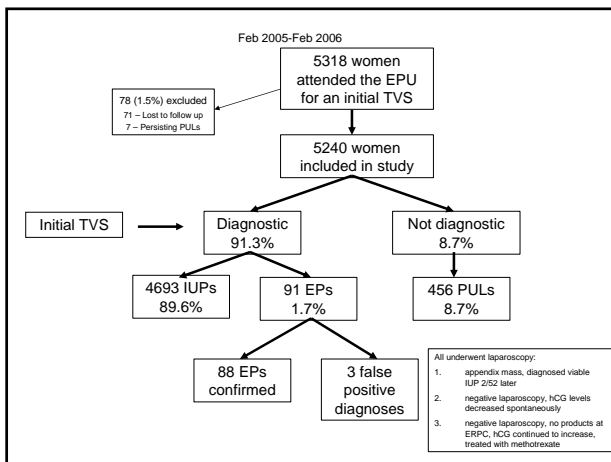 Feb 2005-Feb 2006
5318 women
attended the EPU
for an initial TVS
78 (1.5%) excluded
71 – Lost to follow up
7 – Persisting PULs
5240 women
included in study
Initial TVS
Diagnostic
91.3%
Not diagnostic
8.7%
4693 IUPs
89.6%
91 EPs
1.7%
456 PULs
8.7%
88 EPs
confirmed
3 false
positive
diagnoses
All underwent laparoscopy:
1. appendix mass, diagnosed viable
IUP 2/52 later
2. negative laparoscopy, hCG levels
decreased spontaneously
3. negative laparoscopy, no products at
ERPC, hCG continued to increase,
treated with methotrexate